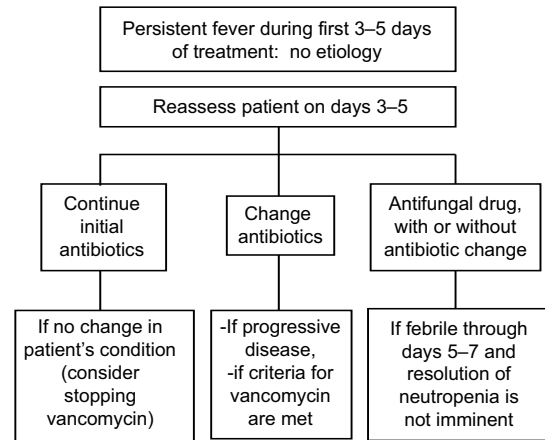 Persistent fever during first 3–5 days
of treatment: no etiology
Reassess patient on days 3–5
Continue
initial
antibiotics
Change
antibiotics
Antifungal drug,
with or without
antibiotic change
If no change in
patient's condition
(consider
stopping
vancomycin)
-If progressive
disease,
-if criteria for
vancomycin
are met
If febrile through
days 5–7 and
resolution of
neutropenia is
not imminent